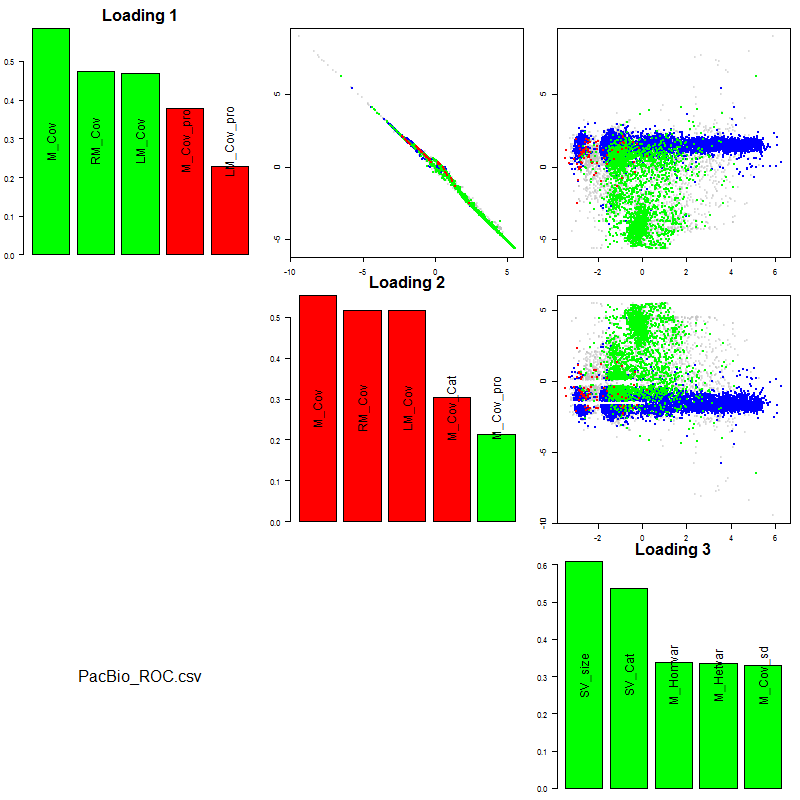 Loading 1
0.0
0.1
0.2
0.3
0.4
0.5
M_Cov
RM_Cov
LM_Cov
M_Cov_pro
LM_Cov_pro
5
0
-5
-10
-5
0
5
5
0
-5
-2
0
2
4
6
Loading 2
0.0
0.1
0.2
0.3
0.4
0.5
M_Cov
RM_Cov
LM_Cov
M_Cov_Cat
M_Cov_pro
5
0
-5
-10
-2
0
2
4
6
Loading 3
0.0
0.1
0.2
0.3
0.4
0.5
0.6
SV_size
SV_Cat
M_Homvar
M_Hetvar
M_Cov_sd
PacBio_ROC.csv